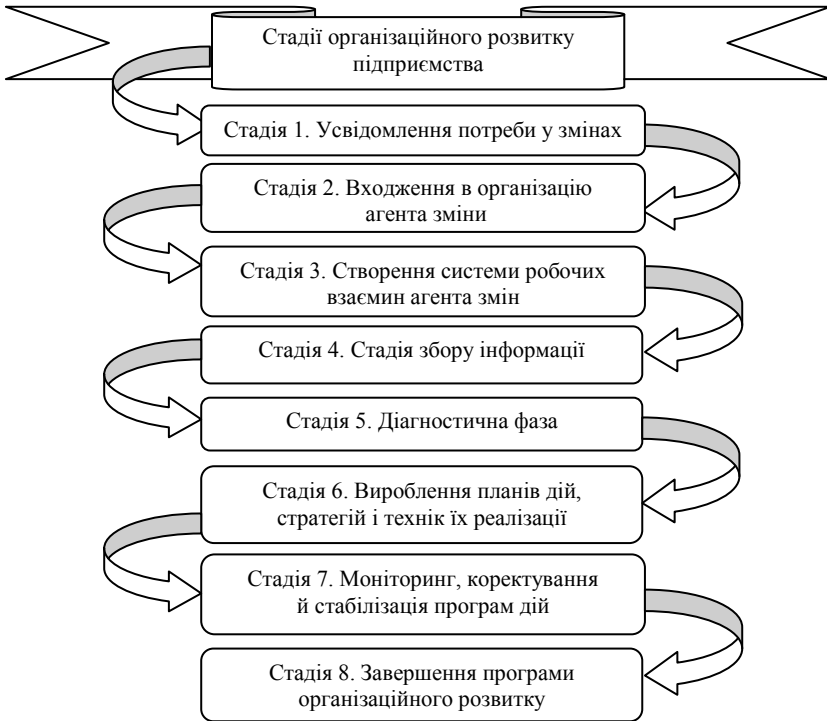 Стадії організаційного розвитку
підприємства
Стадія 1. Усвідомлення потреби у змінах
Стадія 2. Входження в організацію
агента зміни
Стадія 3. Створення системи робочих
взаємин агента змін
Стадія 4. Стадія збору інформації
Стадія 5. Діагностична фаза
Стадія 6. Вироблення планів дій,
стратегій і технік їх реалізації
Стадія 7. Моніторинг, коректування
й стабілізація програм дій
Стадія 8. Завершення програми
організаційного розвитку